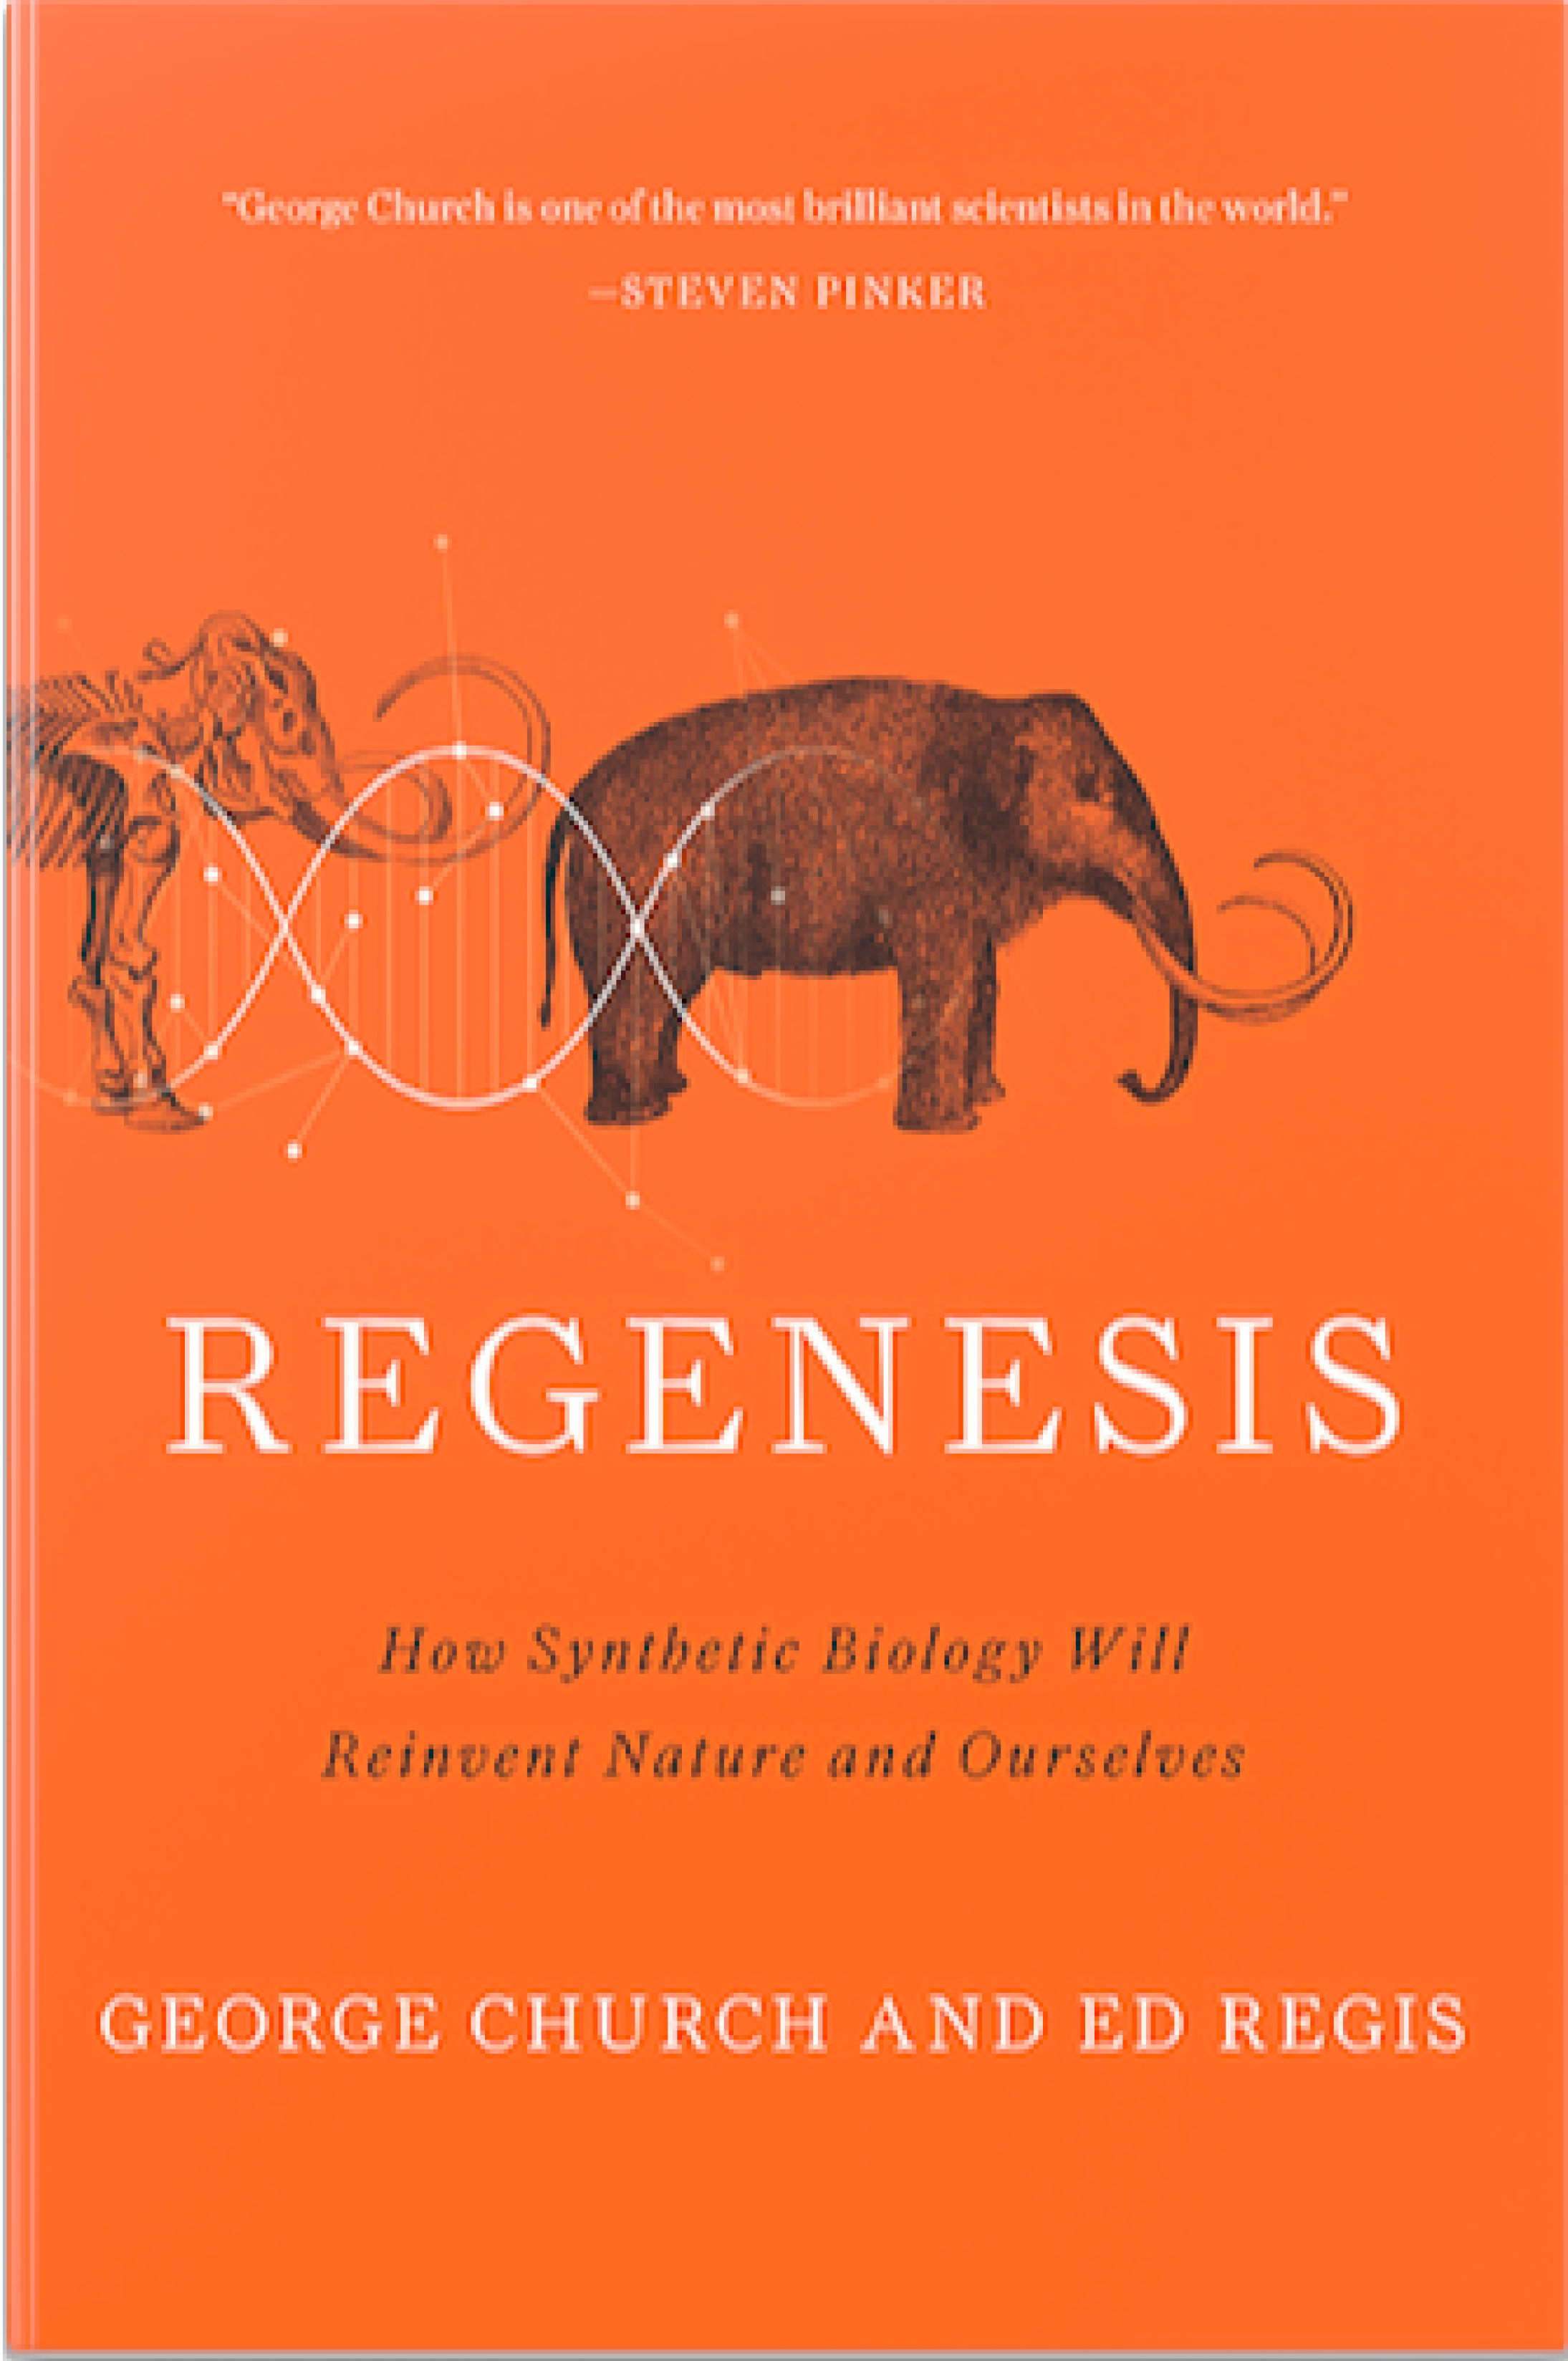 "George Church is one of the most brilliant scientists in the world."
—STEVEN PINKER
REGENESIS
How Synthetic Biology Will
Reinvent Nature and Ourselves
GEORGE CHURCH AND ED REGIS